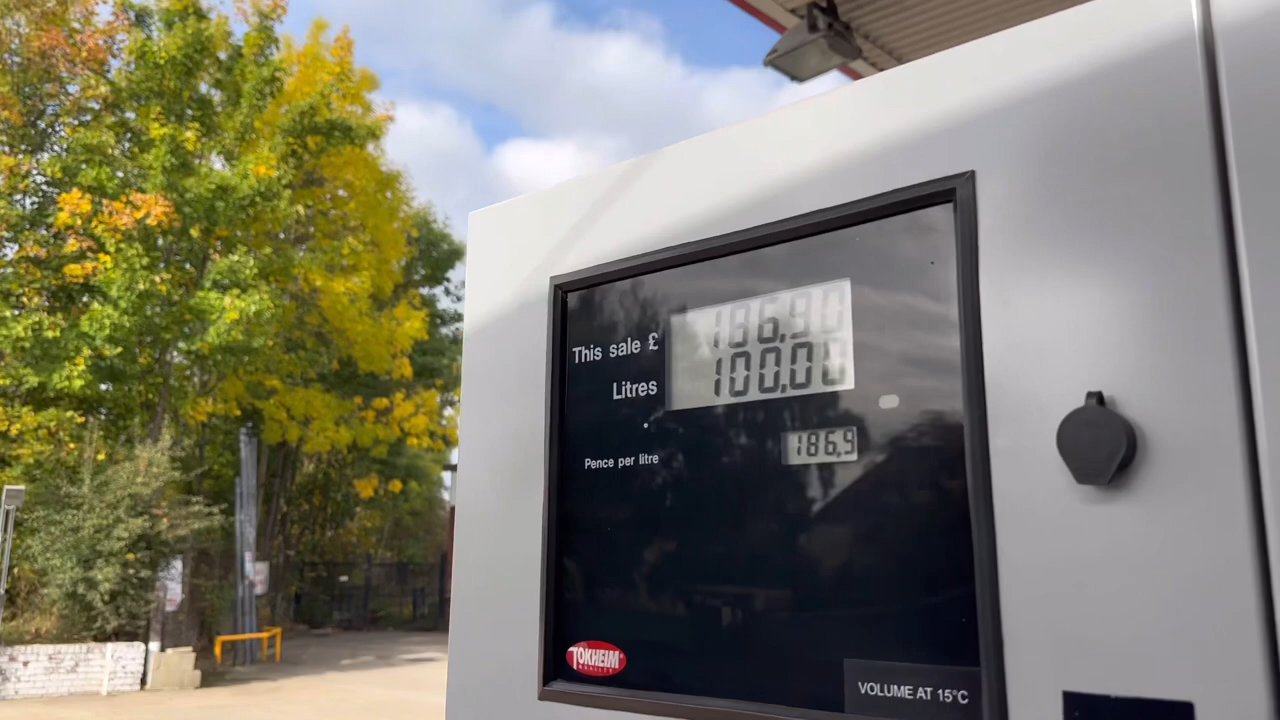 This sale £ 186,90
Litres 100,00
Pence per litre 186,9
TOKHEIM
VOLUME AT 15°C